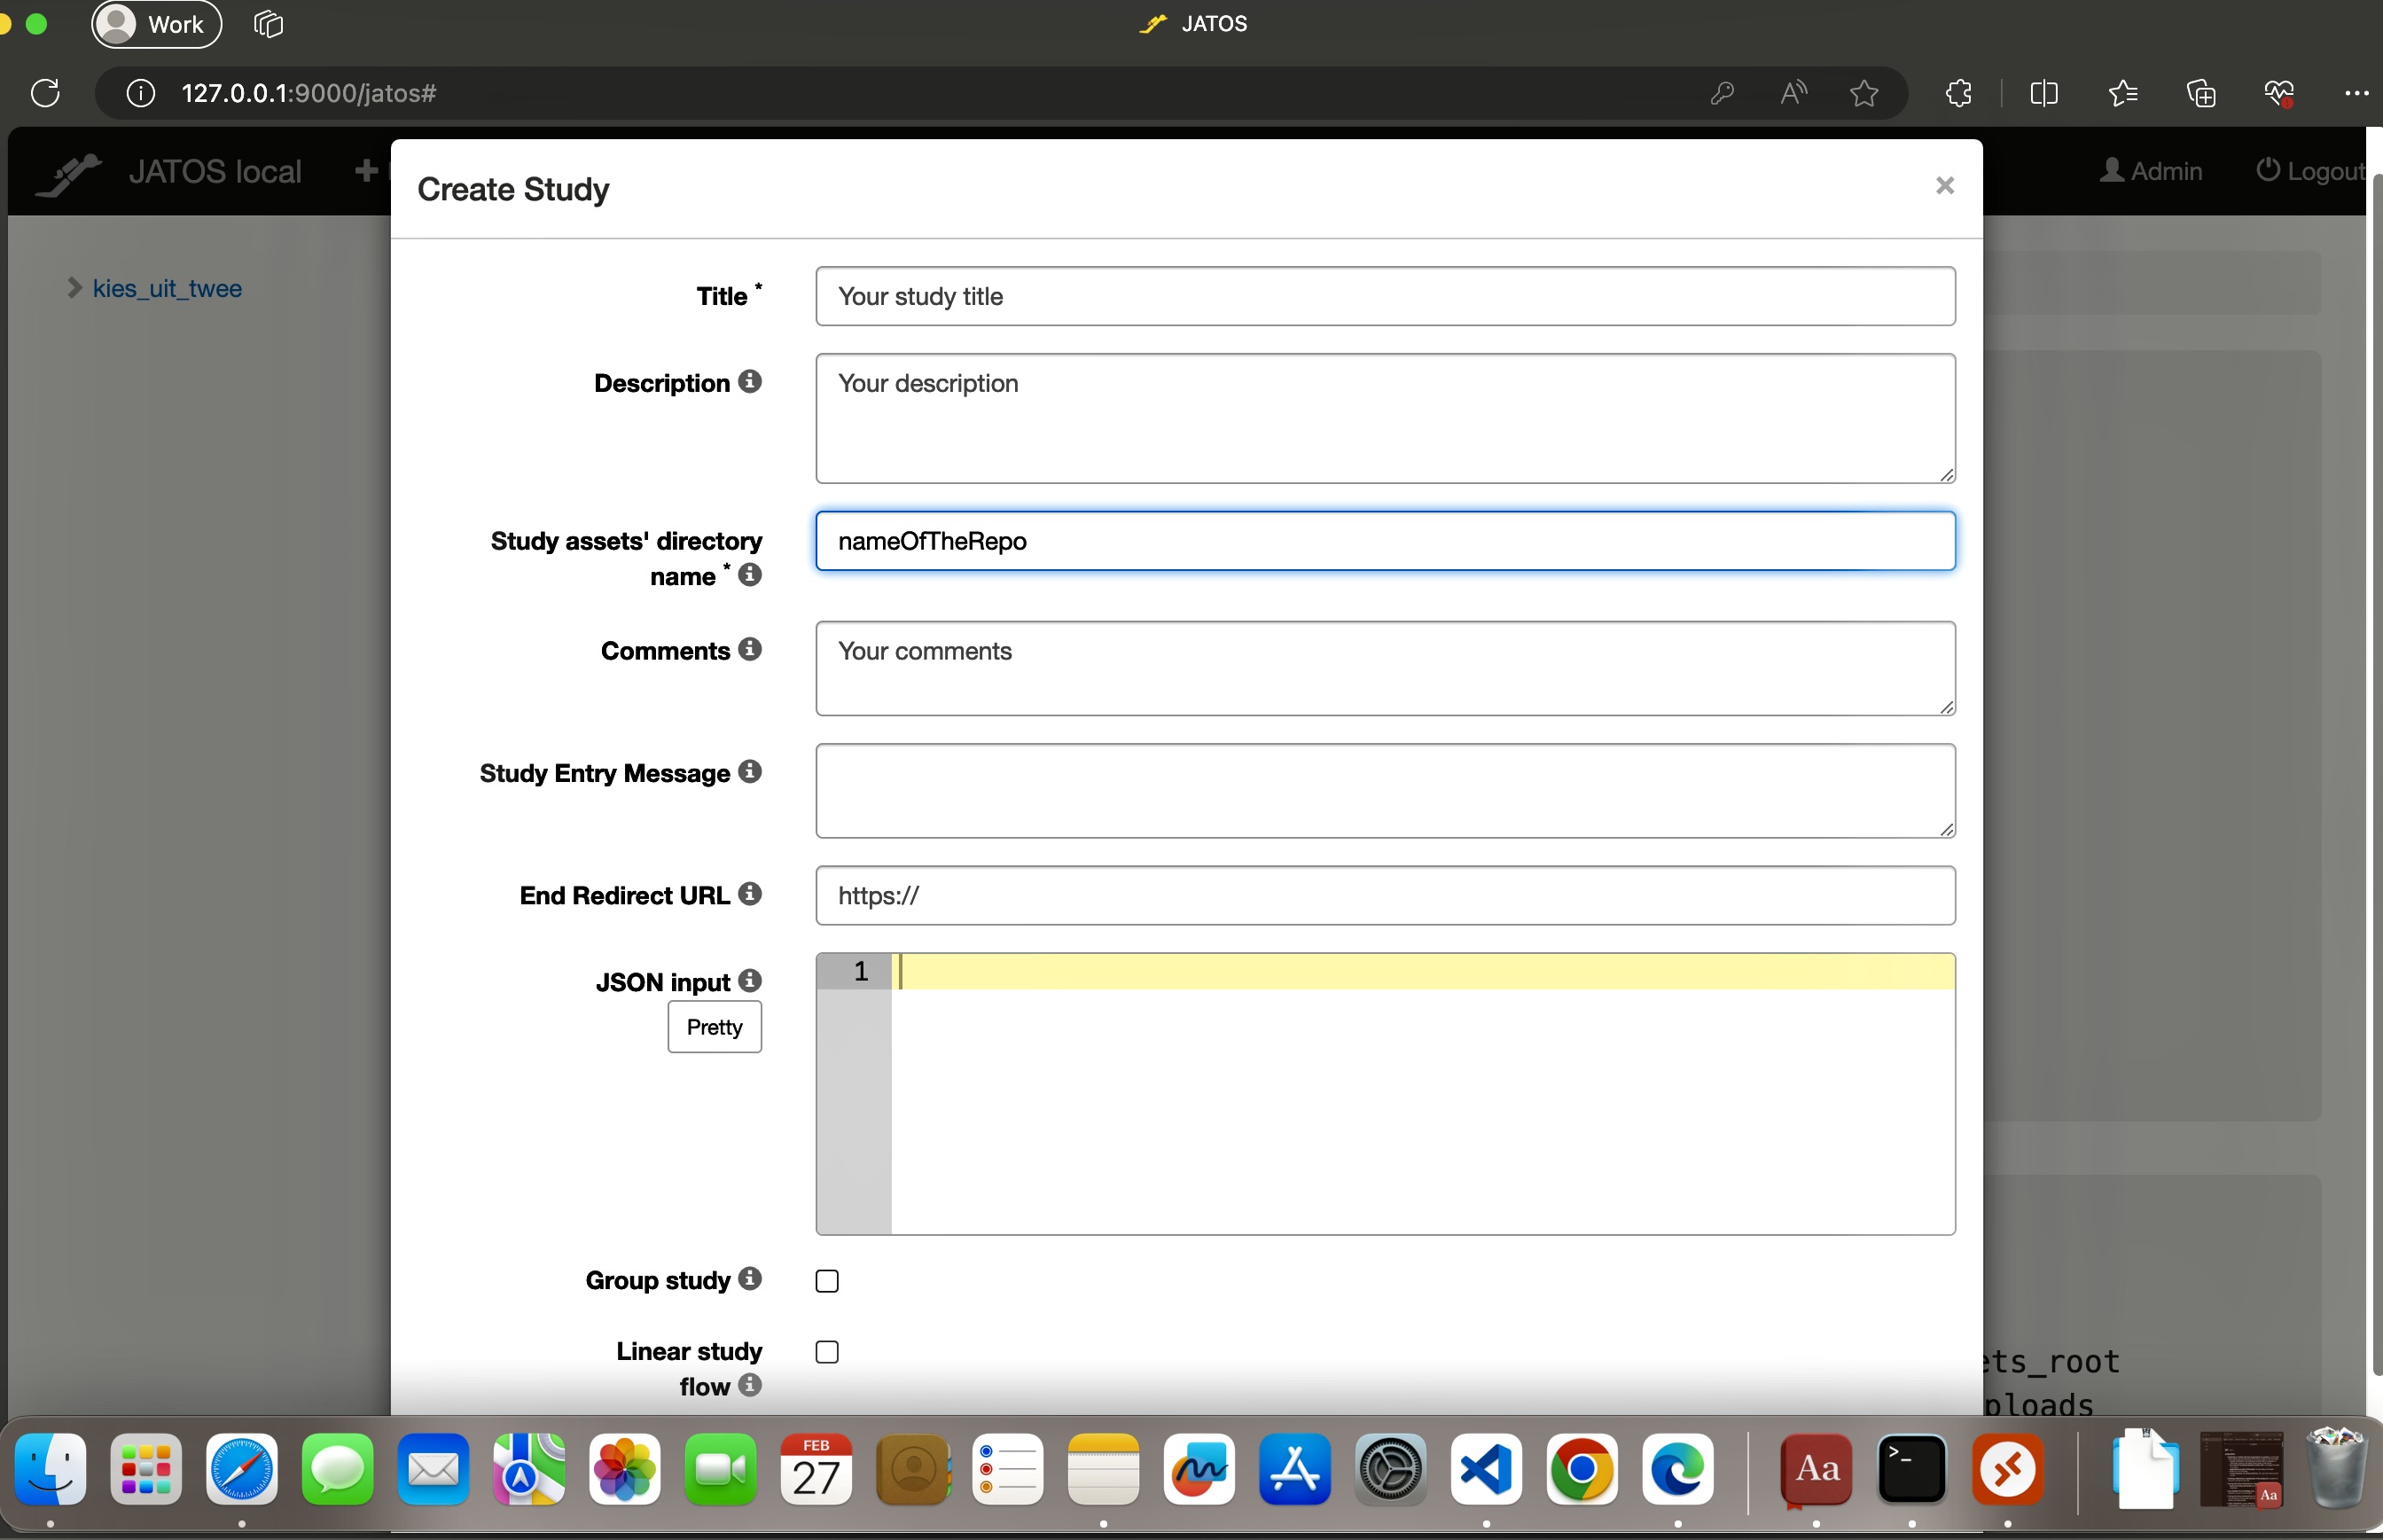 Work
JATOS
127.0.0.1:9000/jatos#
JATOS local
Admin
Logout
Create Study
kies_uit_twee
Title *
Your study title
Description
Your description
Study assets' directory
name *
nameOfTheRepo
Comments
Your comments
Study Entry Message
End Redirect URL
https://
JSON input
Pretty
1
Group study
Linear study
flow
ets_root
ploads
FEB
27
Aa
>_
Aa